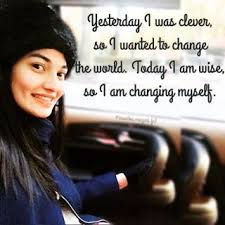 Yesterday I was clever,
so I wanted to change
the world. Today I am wise,
so I am changing myself.